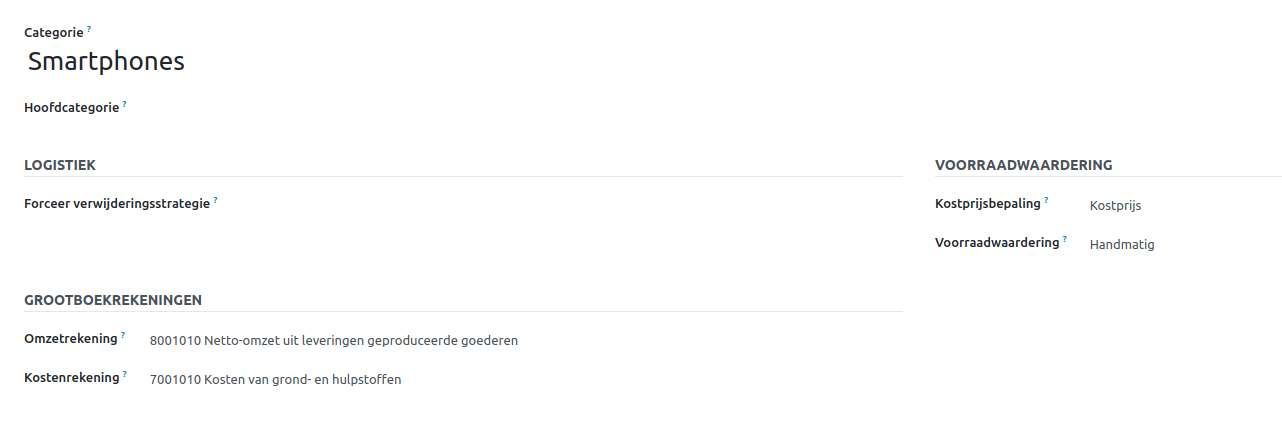 Categorie ?
Smartphones
Hoofdcategorie ?
LOGISTIEK
Forceer verwijderingsstrategie ?
VOORRAADWAARDERING
Kostprijsbepaling ? Kostprijs
Voorraadwaardering ? Handmatig
GROOTBOEKREKENINGEN
Omzetrekening ? 8001010 Netto-omzet uit leveringen geproduceerde goederen
Kostenrekening ? 7001010 Kosten van grond- en hulpstoffen